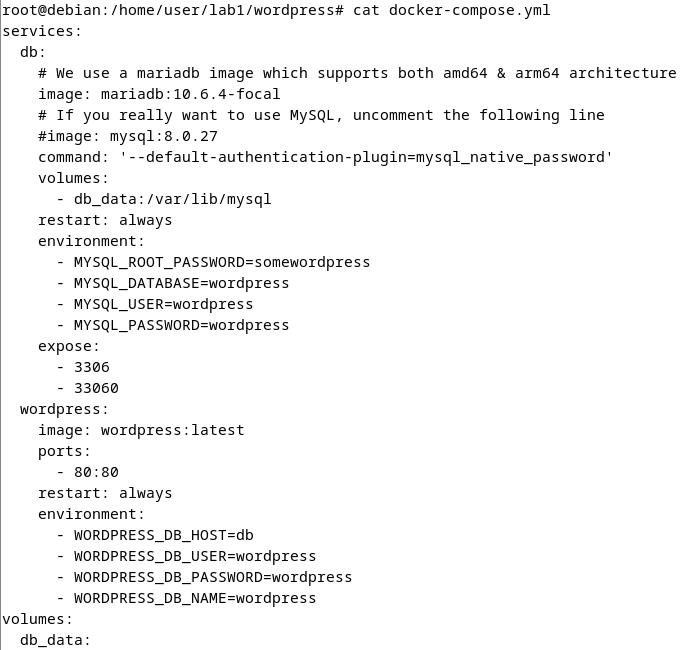 root@debian:/home/user/lab1/wordpress# cat docker-compose.yml
services:
  db:
    # We use a mariadb image which supports both amd64 & arm64 architecture
    image: mariadb:10.6.4-focal
    # If you really want to use MySQL, uncomment the following line
    #image: mysql:8.0.27
    command: '--default-authentication-plugin=mysql_native_password'
    volumes:
      - db_data:/var/lib/mysql
    restart: always
    environment:
      - MYSQL_ROOT_PASSWORD=somewordpress
      - MYSQL_DATABASE=wordpress
      - MYSQL_USER=wordpress
      - MYSQL_PASSWORD=wordpress
    expose:
      - 3306
      - 33060
  wordpress:
    image: wordpress:latest
    ports:
      - 80:80
    restart: always
    environment:
      - WORDPRESS_DB_HOST=db
      - WORDPRESS_DB_USER=wordpress
      - WORDPRESS_DB_PASSWORD=wordpress
      - WORDPRESS_DB_NAME=wordpress
volumes:
  db_data: